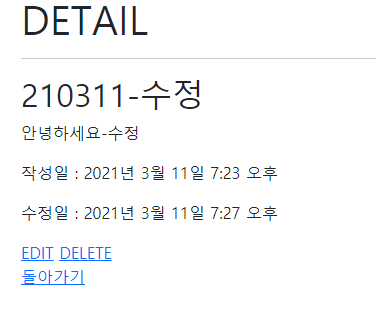 DETAIL
210311-수정
안녕하세요-수정
작성일 : 2021년 3월 11일 7:23 오후
수정일 : 2021년 3월 11일 7:27 오후
EDIT DELETE
돌아가기